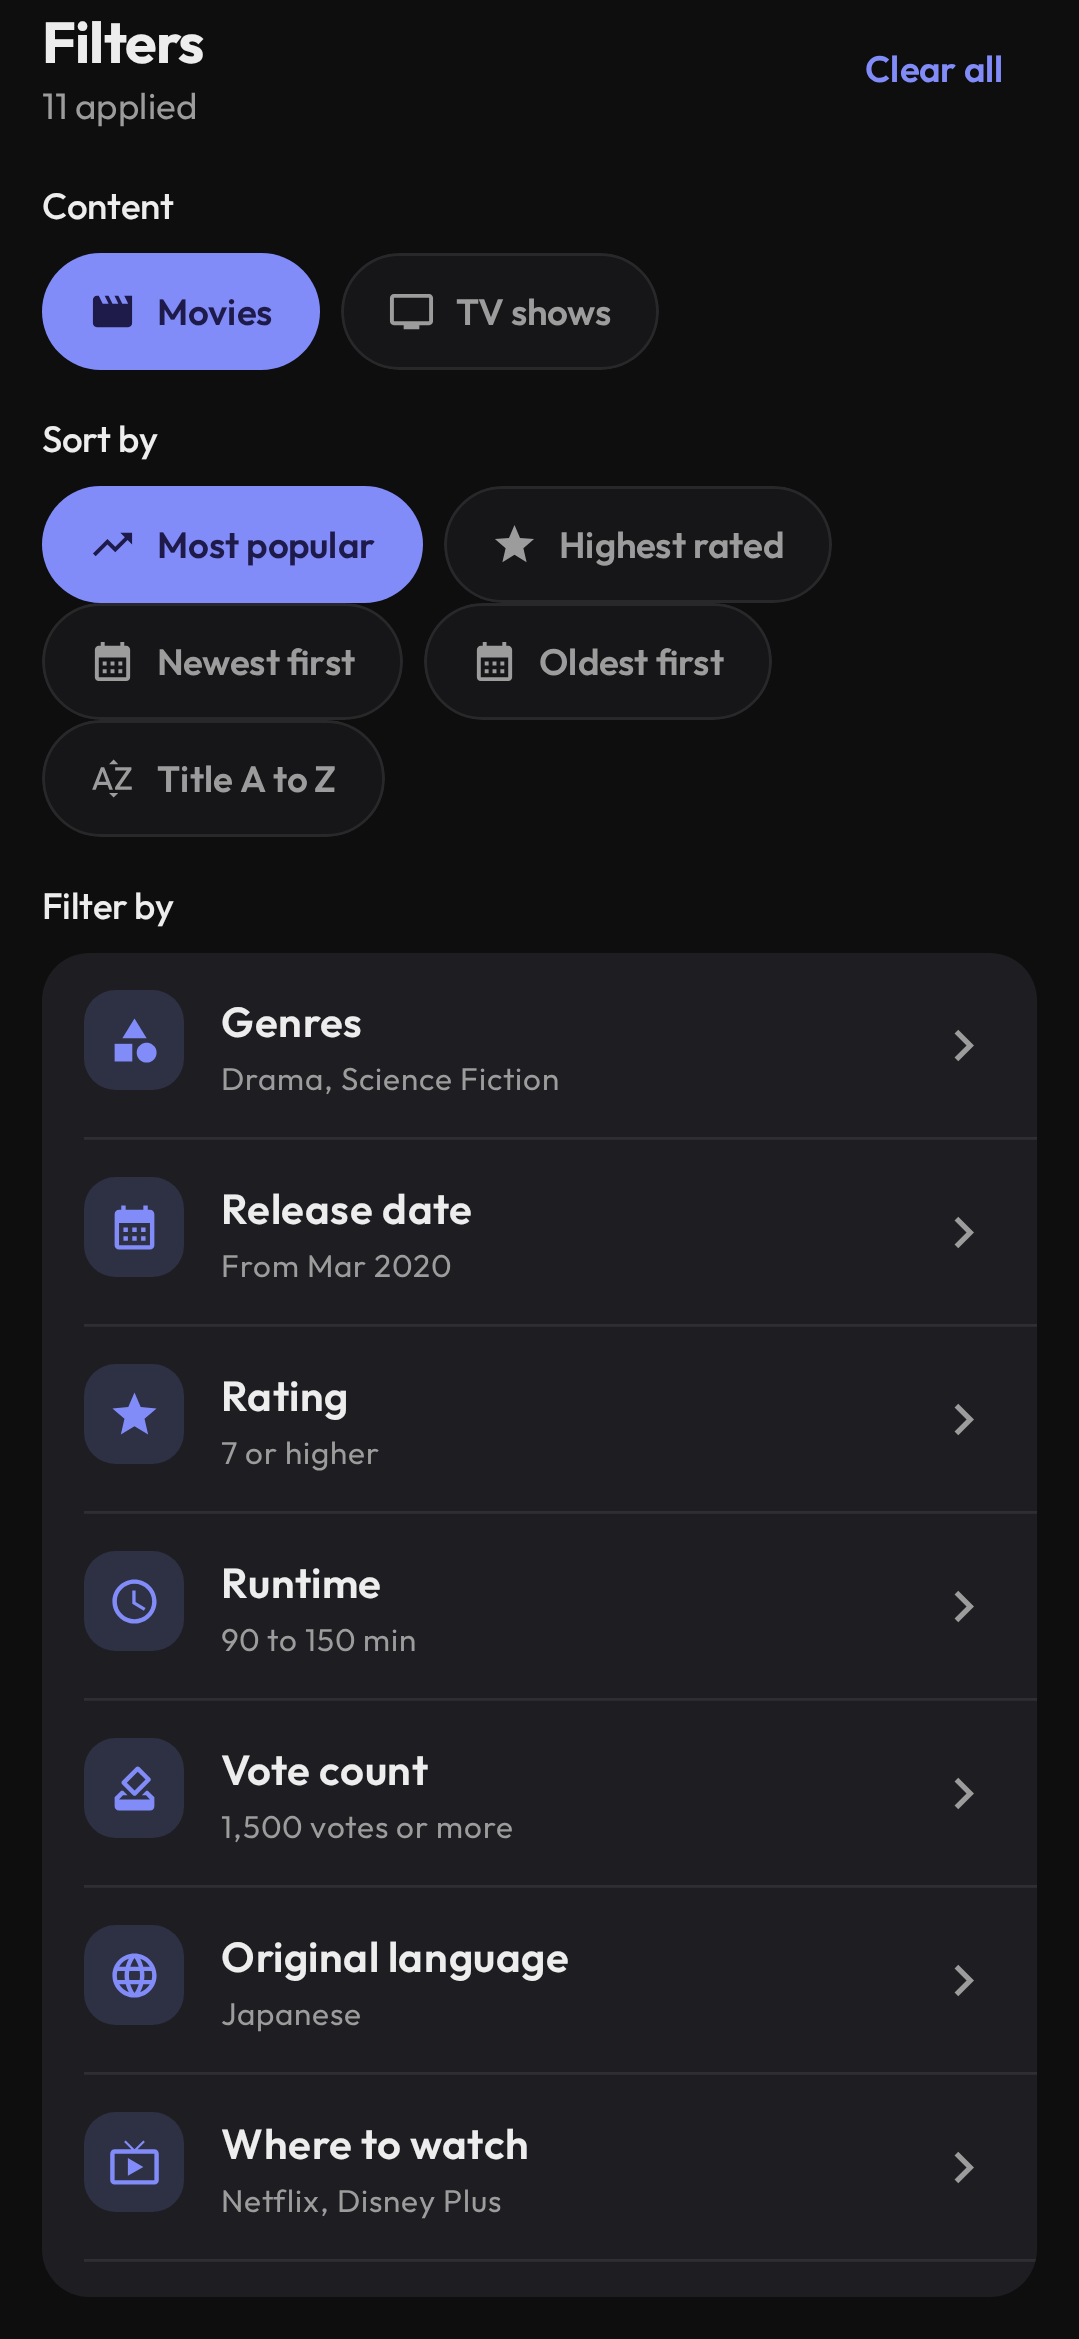 Filters
Clear all
11 applied
Content
Movies
TV shows
Sort by
Most popular
Highest rated
Newest first
Oldest first
Title A to Z
Filter by
Genres
Drama, Science Fiction
Release date
From Mar 2020
Rating
7 or higher
Runtime
90 to 150 min
Vote count
1,500 votes or more
Original language
Japanese
Where to watch
Netflix, Disney Plus